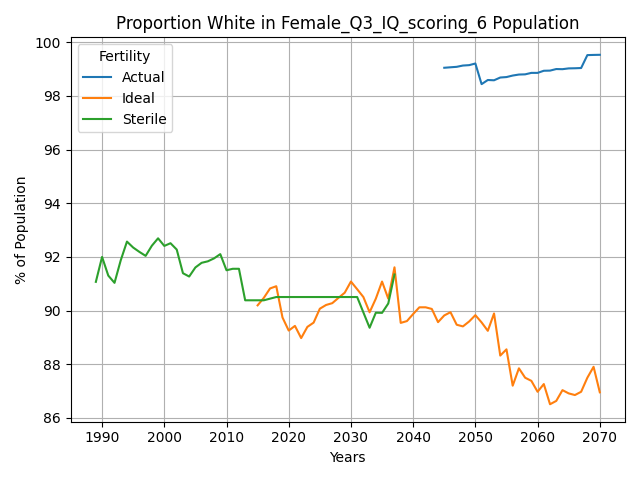 Proportion White in Female_Q3_IQ_scoring_6 Population
100
98
96
94
92
90
88
86
% of Population
Fertility
Actual
Ideal
Sterile
1990 2000 2010 2020 2030 2040 2050 2060 2070
Years